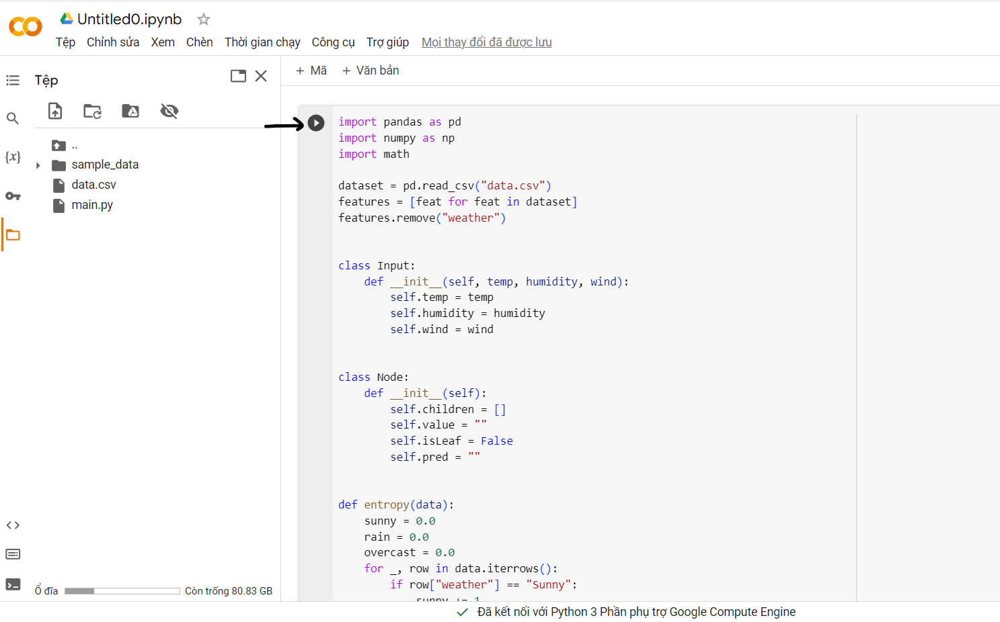 Untitled0.ipynb
Tệp Chỉnh sửa Xem Chèn Thời gian chạy Công cụ Trợ giúp Mọi thay đổi đã được lưu
Tệp
..
sample_data
data.csv
main.py
Ổ đĩa Còn trống 80.83 GB
+ Mã + Văn bản
import pandas as pd
import numpy as np
import math
dataset = pd.read_csv("data.csv")
features = [feat for feat in dataset]
features.remove("weather")
class Input:
def __init__(self, temp, humidity, wind):
self.temp = temp
self.humidity = humidity
self.wind = wind
class Node:
def __init__(self):
self.children = []
self.value = ""
self.isLeaf = False
self.pred = ""
def entropy(data):
sunny = 0.0
rain = 0.0
overcast = 0.0
for _, row in data.iterrows():
if row["weather"] == "Sunny":
sunny += 1
Đã kết nối với Python 3 Phần phụ trợ Google Compute Engine